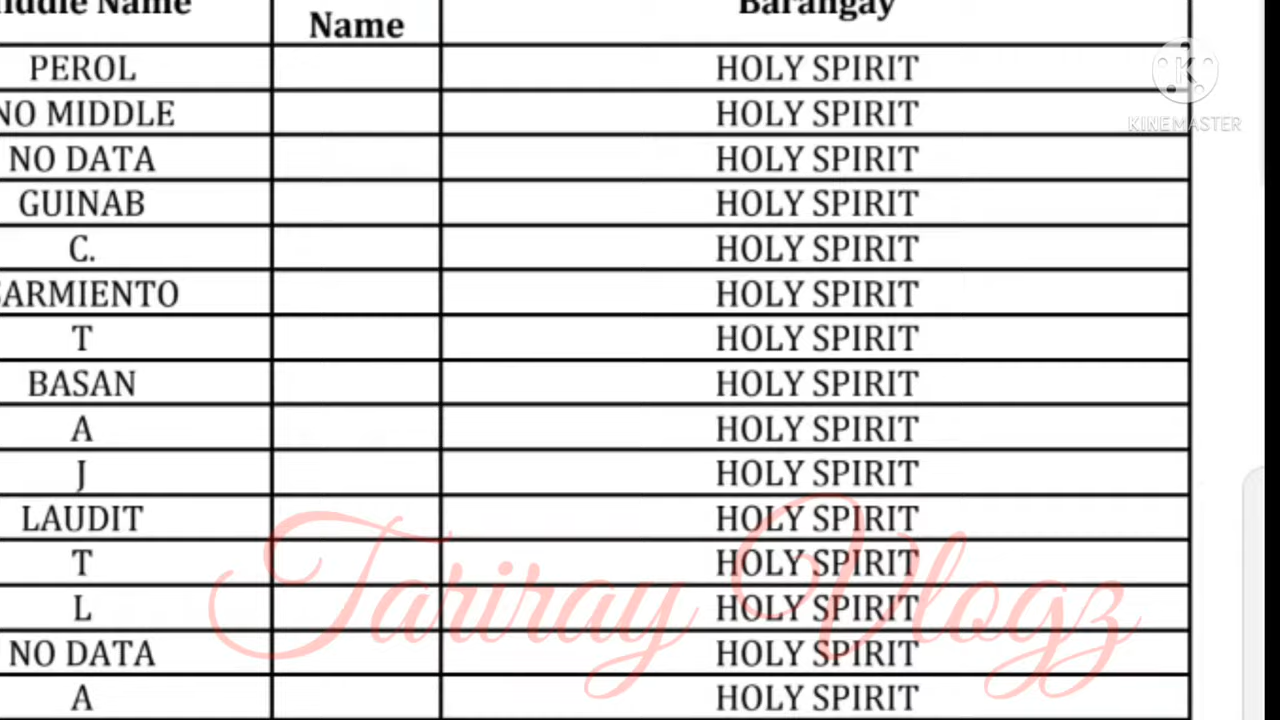 Middle Name Barangay
Name
PEROL HOLY SPIRIT
NO MIDDLE HOLY SPIRIT
NO DATA HOLY SPIRIT
GUINAB HOLY SPIRIT
C. HOLY SPIRIT
SARMIENTO HOLY SPIRIT
T HOLY SPIRIT
BASAN HOLY SPIRIT
A HOLY SPIRIT
J HOLY SPIRIT
LAUDIT HOLY SPIRIT
T HOLY SPIRIT
L HOLY SPIRIT
NO DATA HOLY SPIRIT
A HOLY SPIRIT
K
KINEMASTER
Tariray Vlogz